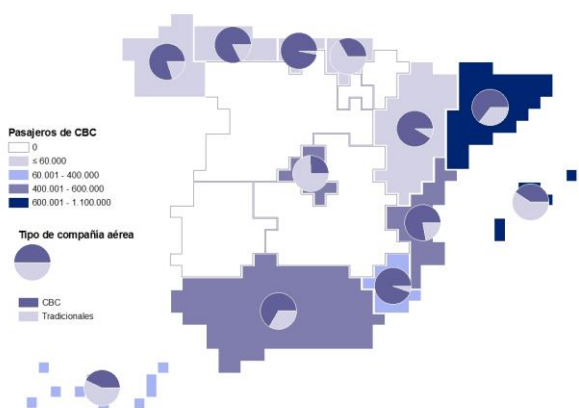 Pasajeros de CBC
0
≤ 60.000
60.001 - 400.000
400.001 - 600.000
600.001 - 1.100.000
Tipo de compañia aérea
CBC
Tradicionales